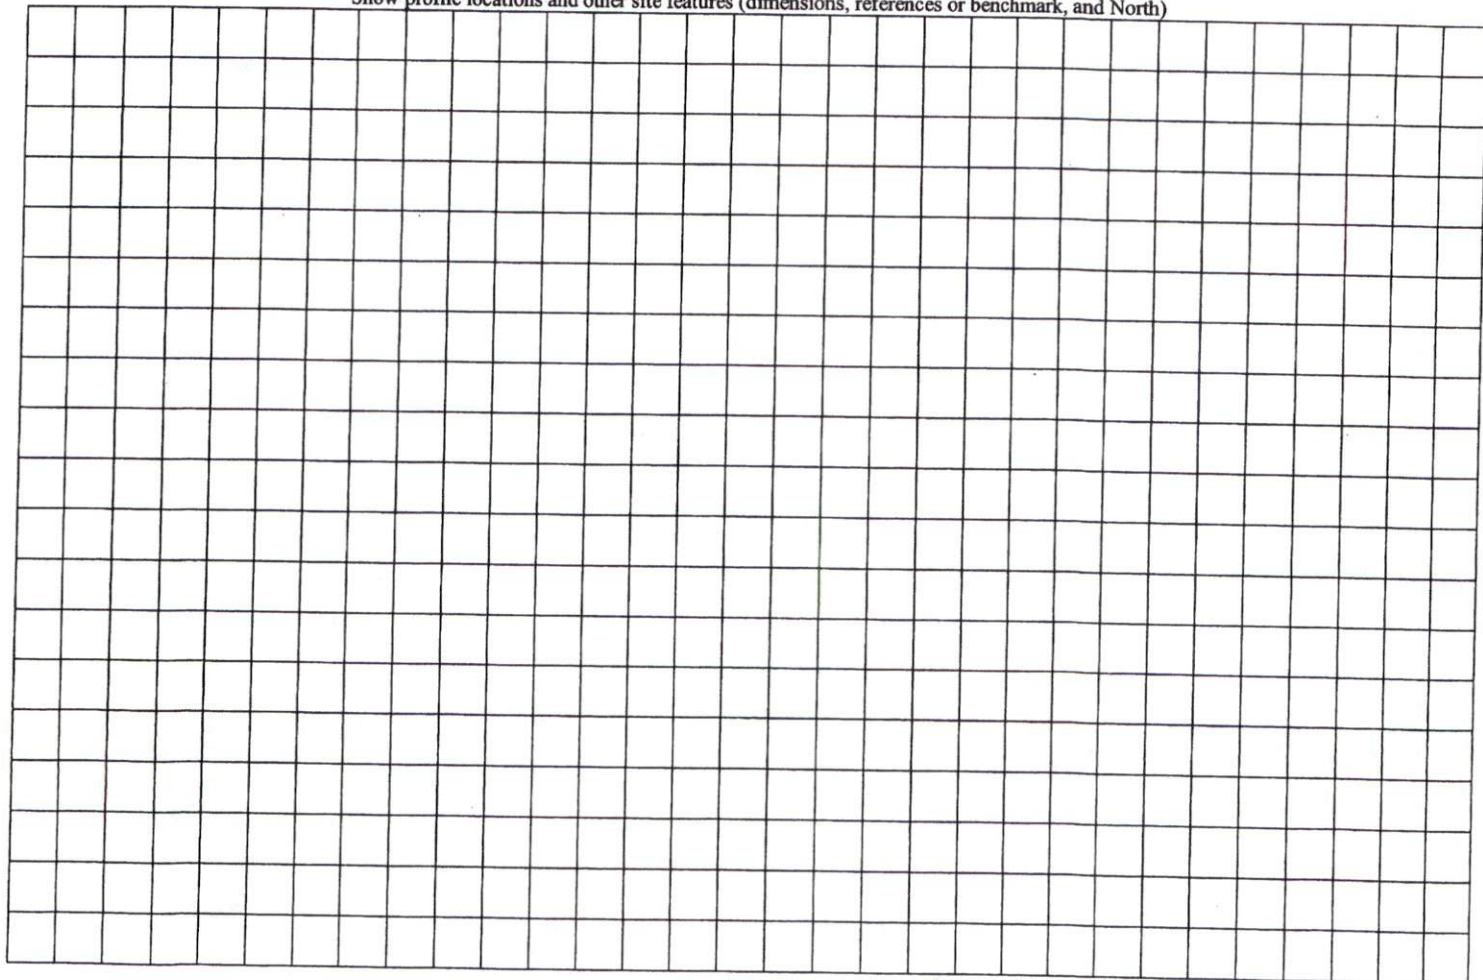 Show profile locations and other site features (dimensions, references or benchmark, and North)